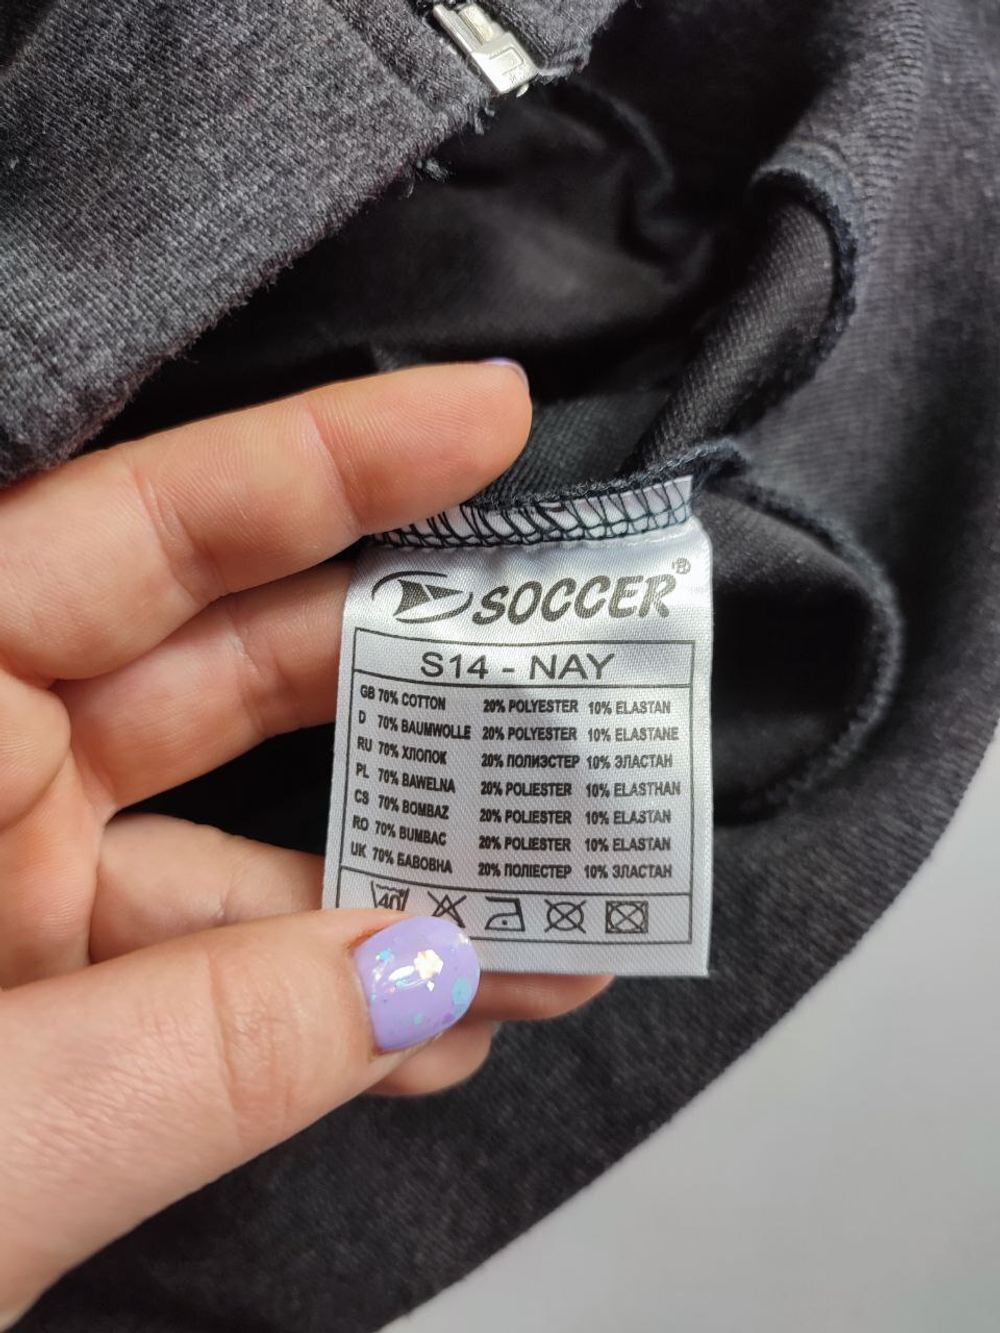 SOCCER®
S14 - NAY
GB 70% COTTON 20% POLYESTER 10% ELASTAN
D 70% BAUMWOLLE 20% POLYESTER 10% ELASTANE
RU 70% ХЛОПОК 20% ПОЛИЭСТЕР 10% ЭЛАСТАН
PL 70% BAWELNA 20% POLIESTER 10% ELASTHAN
CS 70% BOMBAZ 20% POLIESTER 10% ELASTAN
RO 70% BUMBAC 20% POLIESTER 10% ELASTAN
UK 70% БАВОВНА 20% ПОЛІЕСТЕР 10% ЭЛАСТАН
40